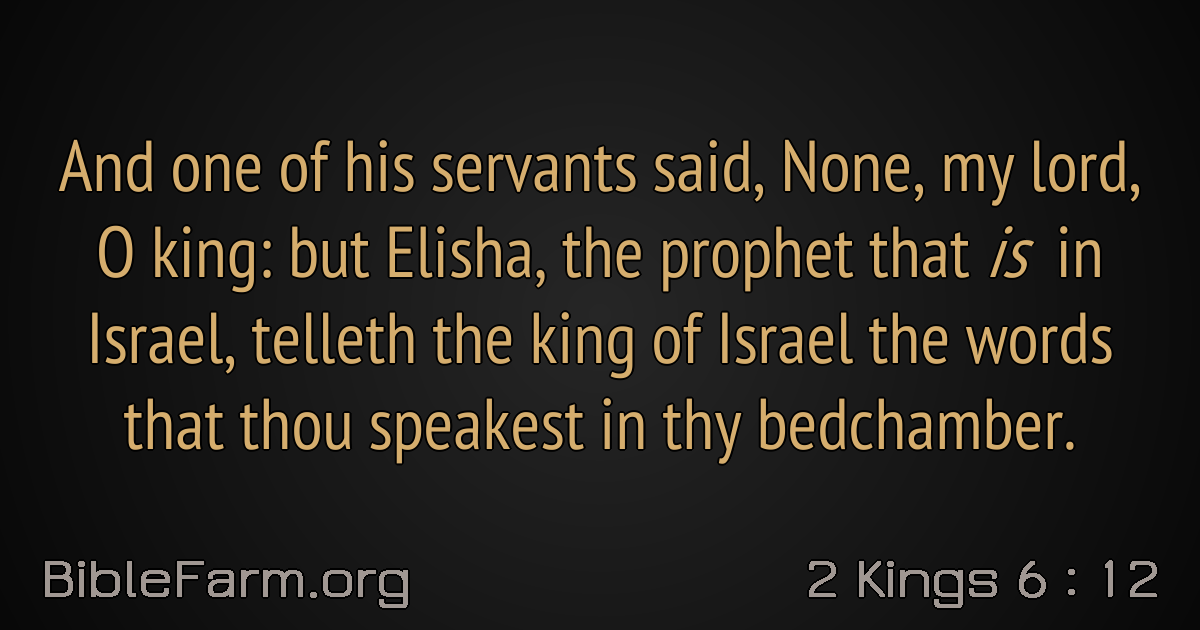 And one of his servants said, None, my lord,
O king: but Elisha, the prophet that is in
Israel, telleth the king of Israel the words
that thou speakest in thy bedchamber.
BibleFarm.org
2 Kings 6 : 12